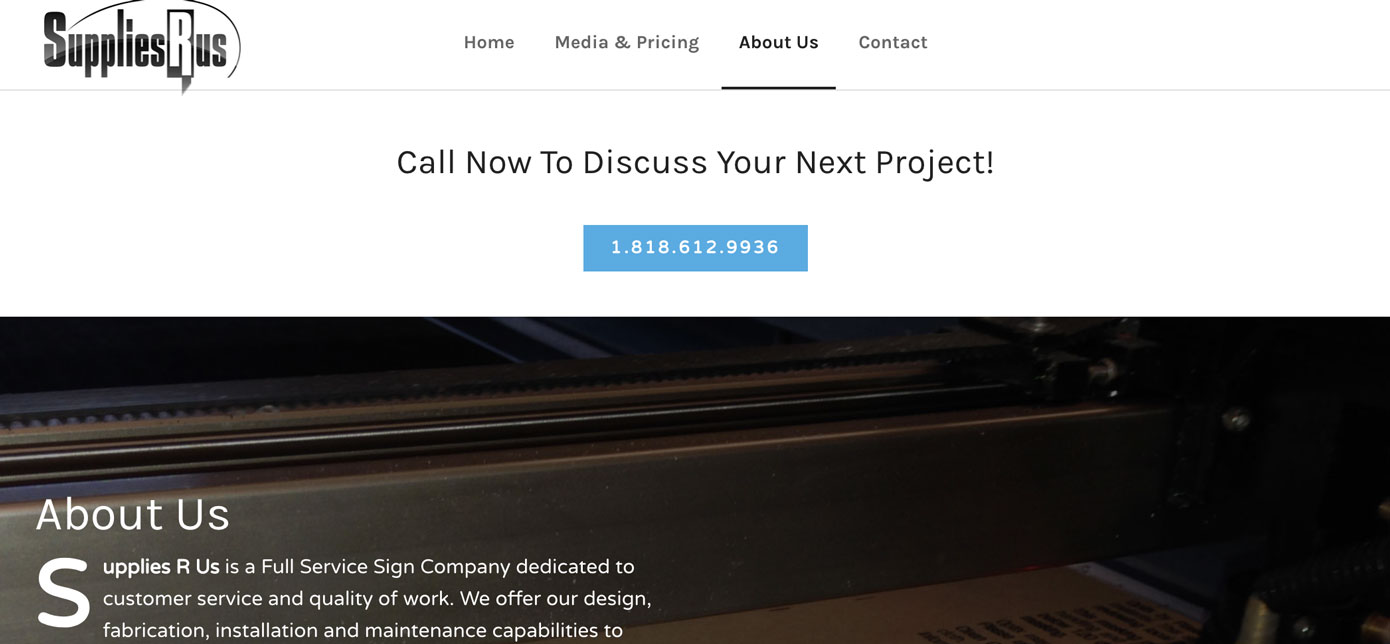 Supplies R us
Home Media & Pricing About Us Contact
Call Now To Discuss Your Next Project!
1.818.612.9936
About Us
Supplies R Us is a Full Service Sign Company dedicated to
customer service and quality of work. We offer our design,
fabrication, installation and maintenance capabilities to